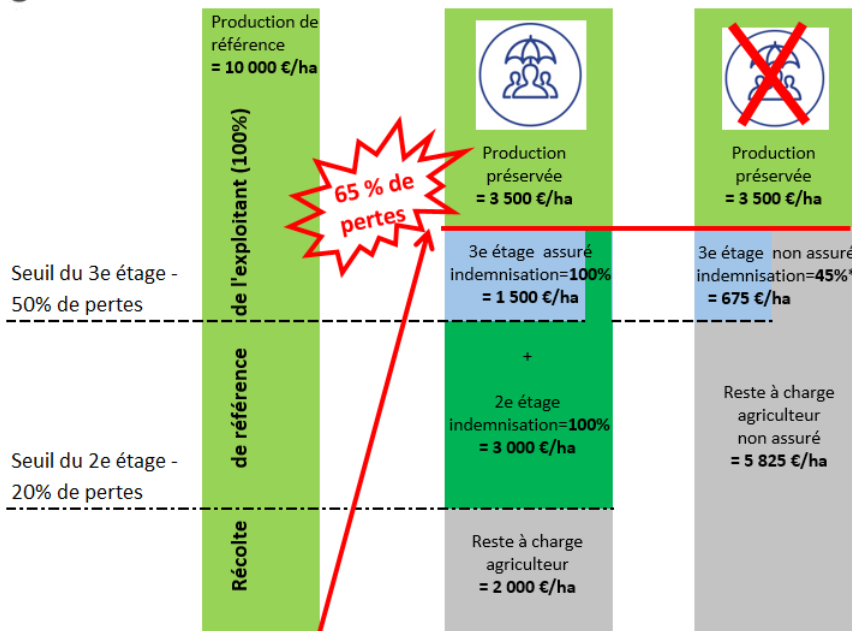 Production de
référence
= 10 000 €/ha
Récolte de référence de l'exploitant (100%)
65 % de
pertes
Seuil du 3e étage -
50% de pertes
Seuil du 2e étage -
20% de pertes
Production
préservée
= 3 500 €/ha
3e étage assuré
indemnisation=100%
= 1 500 €/ha
+
2e étage
indemnisation=100%
= 3 000 €/ha
Reste à charge
agriculteur
= 2 000 €/ha
Production
préservée
= 3 500 €/ha
3e étage non assuré
indemnisation=45%*
= 675 €/ha
Reste à charge
agriculteur
non assuré
= 5 825 €/ha